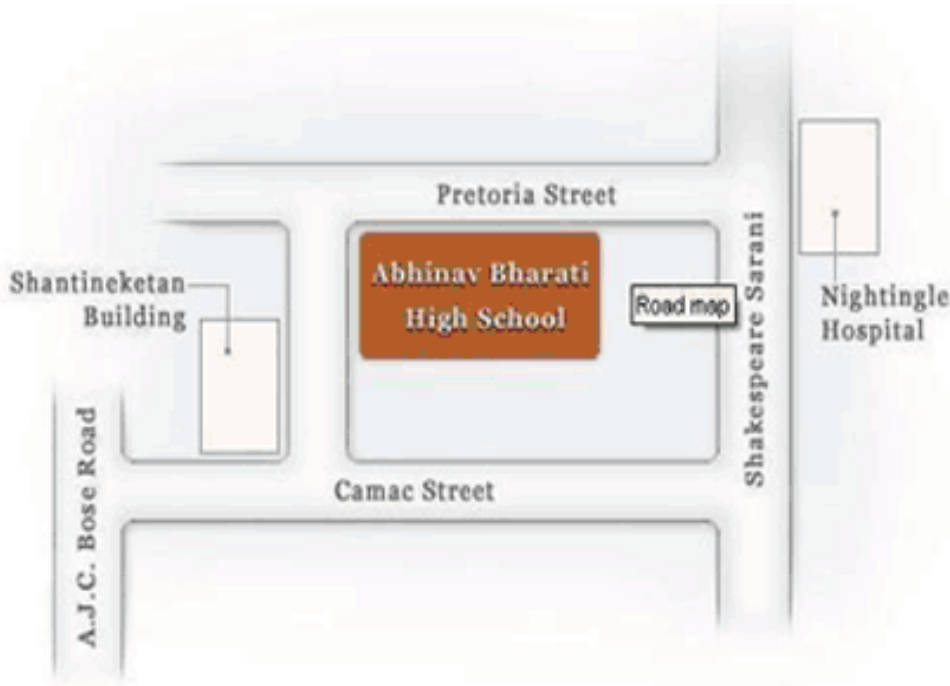 Pretoria Street
Abhinav Bharati
High School
Shantineketan
Building
Road map
Shakespeare Sarani
Nightingle
Hospital
A.J.C. Bose Road
Camac Street